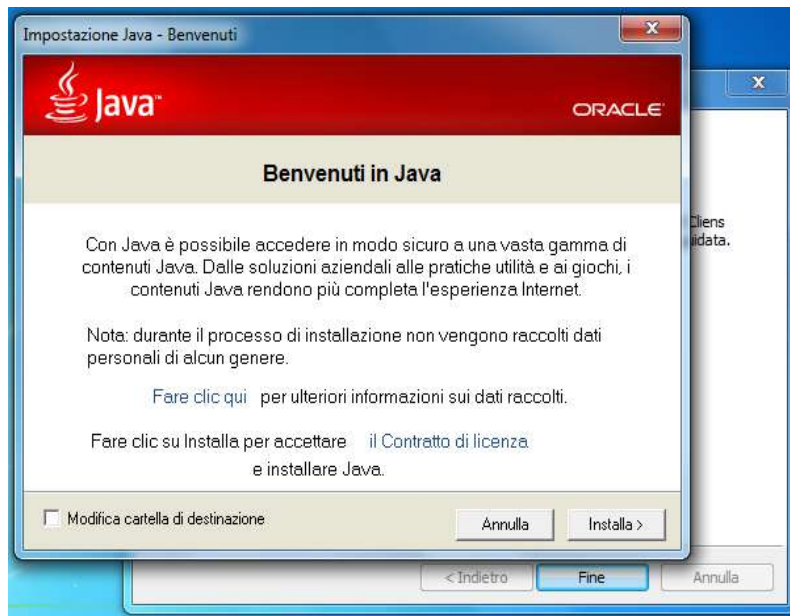 Impostazione Java - Benvenuti
Java™
ORACLE
Benvenuti in Java
Con Java è possibile accedere in modo sicuro a una vasta gamma di
contenuti Java. Dalle soluzioni aziendali alle pratiche utilità e ai giochi, i
contenuti Java rendono più completa l'esperienza Internet.
Nota: durante il processo di installazione non vengono raccolti dati
personali di alcun genere.
Fare clic qui per ulteriori informazioni sui dati raccolti.
Fare clic su Installa per accettare il Contratto di licenza
e installare Java.
Modifica cartella di destinazione
Annulla
Installa >
Cliens
uidata.
< Indietro
Fine
Annulla